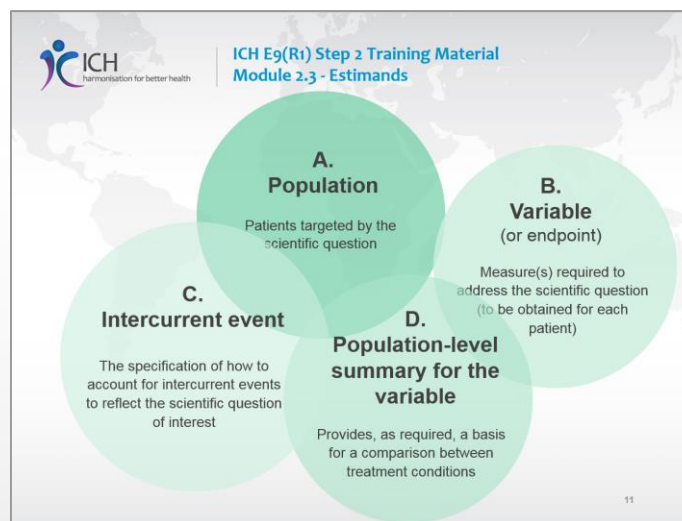 ICH
harmonisation for better health
ICH E9(R1) Step 2 Training Material
Module 2.3 - Estimands
A.
Population
Patients targeted by the
scientific question
B.
Variable
(or endpoint)
Measure(s) required to
address the scientific question
(to be obtained for each
patient)
C.
Intercurrent event
The specification of how to
account for intercurrent events
to reflect the scientific question
of interest
D.
Population-level
summary for the
variable
Provides, as required, a basis
for a comparison between
treatment conditions
11